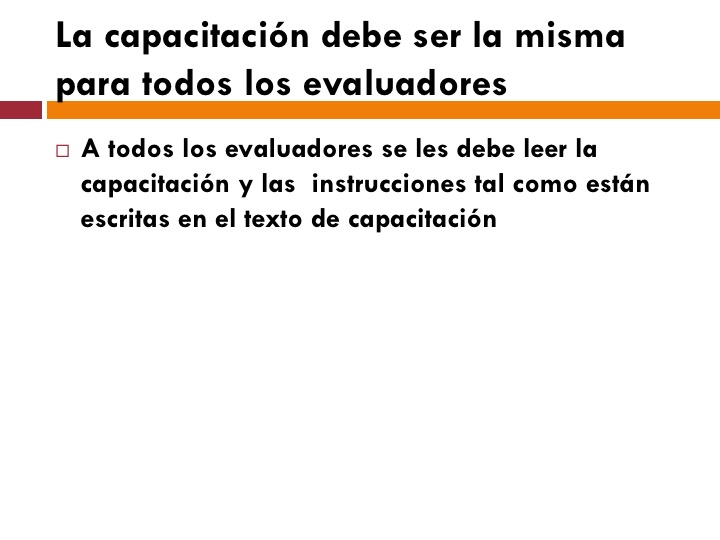 La capacitación debe ser la misma
para todos los evaluadores
A todos los evaluadores se les debe leer la
capacitación y las  instrucciones tal como están
escritas en el texto de capacitación